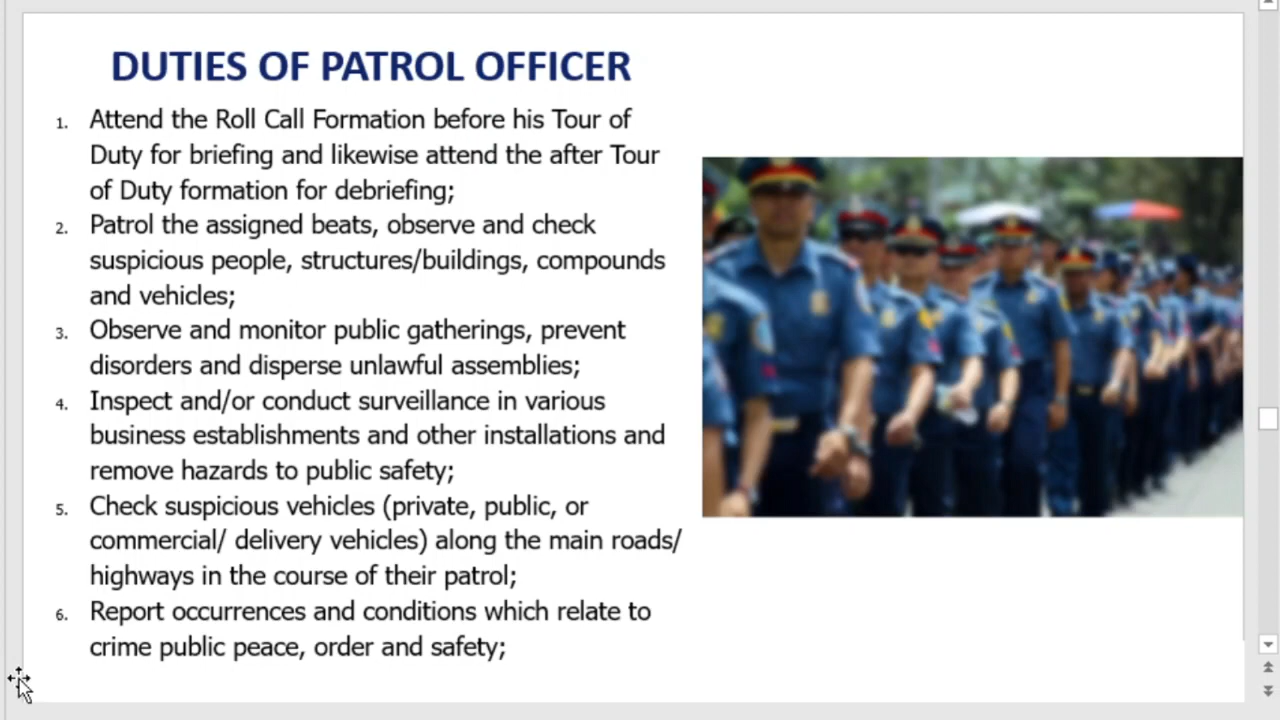 DUTIES OF PATROL OFFICER
1. Attend the Roll Call Formation before his Tour of
Duty for briefing and likewise attend the after Tour
of Duty formation for debriefing;
2. Patrol the assigned beats, observe and check
suspicious people, structures/buildings, compounds
and vehicles;
3. Observe and monitor public gatherings, prevent
disorders and disperse unlawful assemblies;
4. Inspect and/or conduct surveillance in various
business establishments and other installations and
remove hazards to public safety;
5. Check suspicious vehicles (private, public, or
commercial/ delivery vehicles) along the main roads/
highways in the course of their patrol;
6. Report occurrences and conditions which relate to
crime public peace, order and safety;